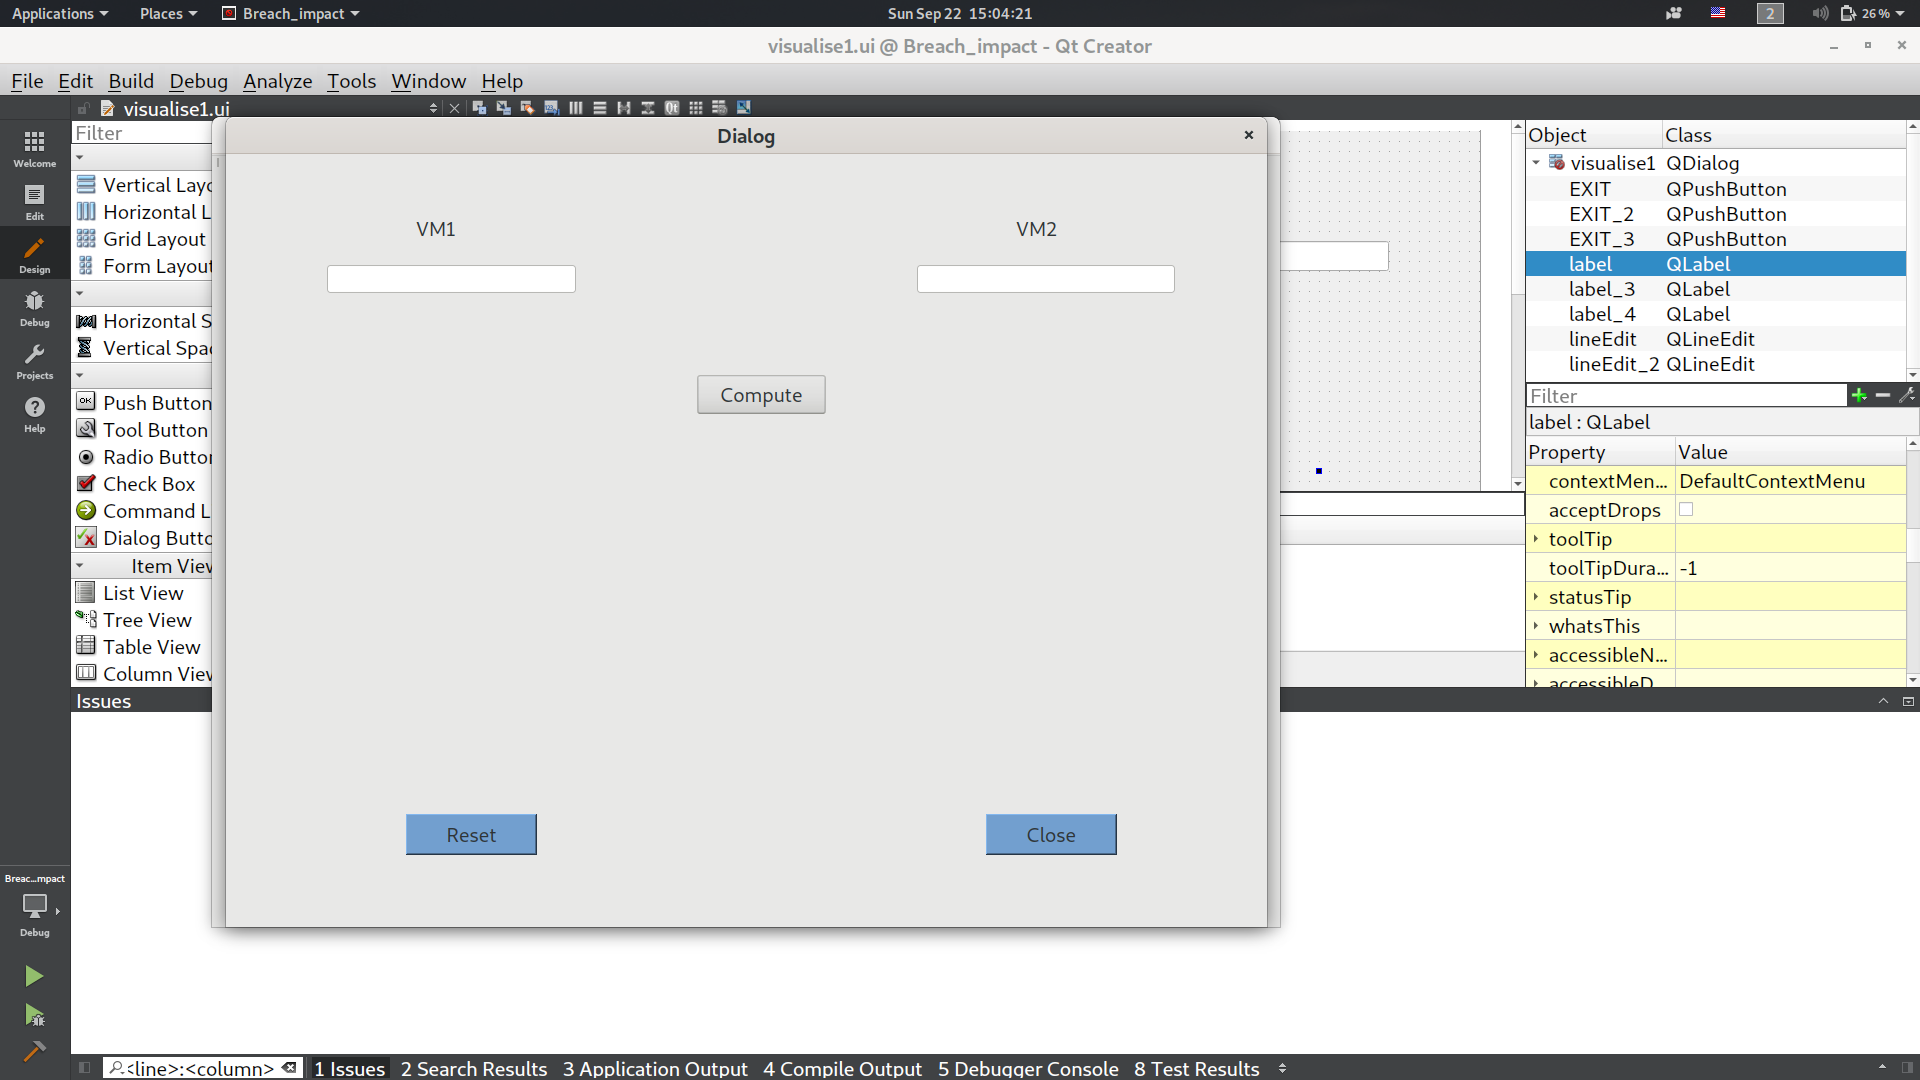 Applications Places Breach_impact Sun Sep 22 15:04:21 2 26 %
visualise1.ui @ Breach_impact - Qt Creator
File Edit Build Debug Analyze Tools Window Help
visualise1.ui
Filter
Welcome
Edit
Design
Debug
Projects
Help
Breac...mpact
Debug
Vertical Layo
Horizontal L
Grid Layout
Form Layout
Horizontal S
Vertical Spac
Push Button
Tool Button
Radio Button
Check Box
Command L
Dialog Butto
Item View
List View
Tree View
Table View
Column View
Dialog
VM1
VM2
Compute
Reset
Close
Object Class
visualise1 QDialog
EXIT QPushButton
EXIT_2 QPushButton
EXIT_3 QPushButton
label QLabel
label_3 QLabel
label_4 QLabel
lineEdit QLineEdit
lineEdit_2 QLineEdit
Filter
label : QLabel
Property Value
contextMen... DefaultContextMenu
acceptDrops
toolTip
toolTipDura... -1
statusTip
whatsThis
accessibleN...
accessibleD
Issues
<line>:<column> 1 Issues 2 Search Results 3 Application Output 4 Compile Output 5 Debugger Console 8 Test Results